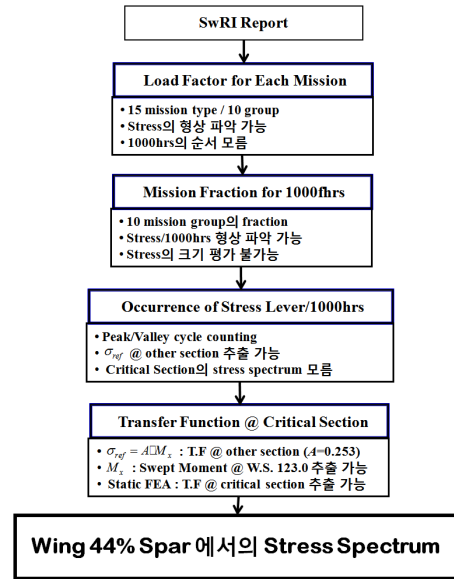 SwRI Report
Load Factor for Each Mission
• 15 mission type / 10 group
• Stress의 형상 파악 가능
• 1000hrs의 순서 모름
Mission Fraction for 1000fhrs
• 10 mission group의 fraction
• Stress/1000hrs 형상 파악 가능
• Stress의 크기 평가 불가능
Occurrence of Stress Lever/1000hrs
• Peak/Valley cycle counting
• σref @ other section 추출 가능
• Critical Section의 stress spectrum 모름
Transfer Function @ Critical Section
• σref = A□Mx : T.F @ other section (A=0.253)
• Mx : Swept Moment @ W.S. 123.0 추출 가능
• Static FEA : T.F @ critical section 추출 가능
Wing 44% Spar 에서의 Stress Spectrum